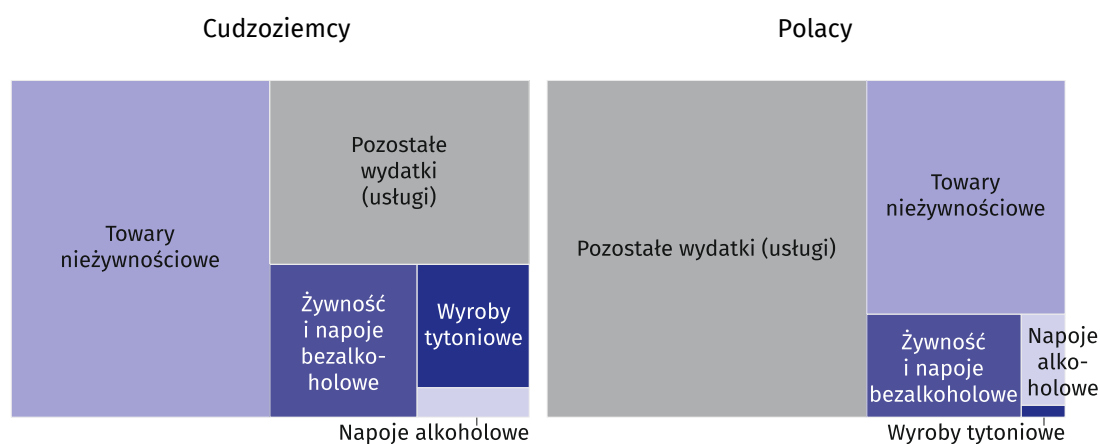 Cudzoziemcy
Towary
nieżywnościowe
Pozostałe
wydatki
(usługi)
Żywność
i napoje
bezalko-
holowe
Wyroby
tytoniowe
Napoje alkoholowe
Polacy
Pozostałe wydatki (usługi)
Towary
nieżywnościowe
Żywność
i napoje
bezalkoholowe
Napoje
alko-
holowe
Wyroby tytoniowe